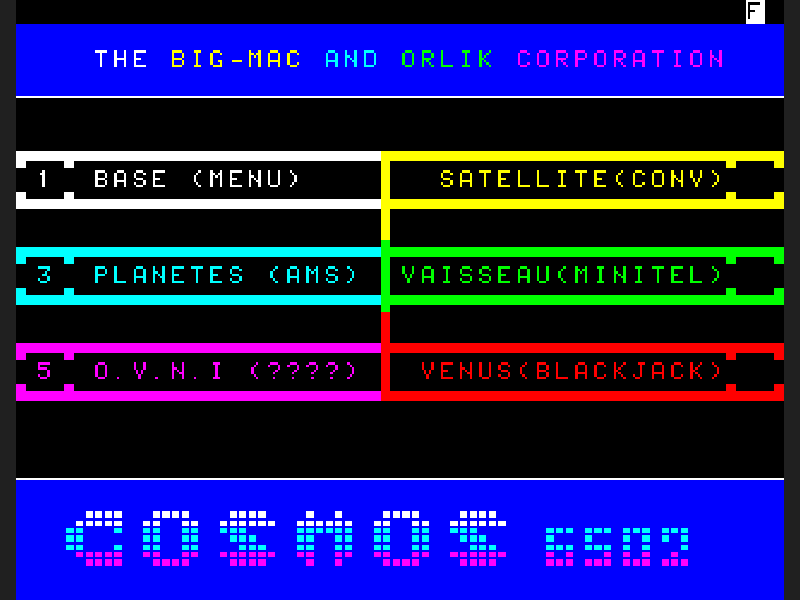 F
THE BIG-MAC AND ORLIK CORPORATION
1 BASE (MENU) SATELLITE(CONV)
3 PLANETES (AMS) VAISSEAU(MINITEL)
5 O.V.N.I (????) VENUS(BLACKJACK)
COSMOS 6502